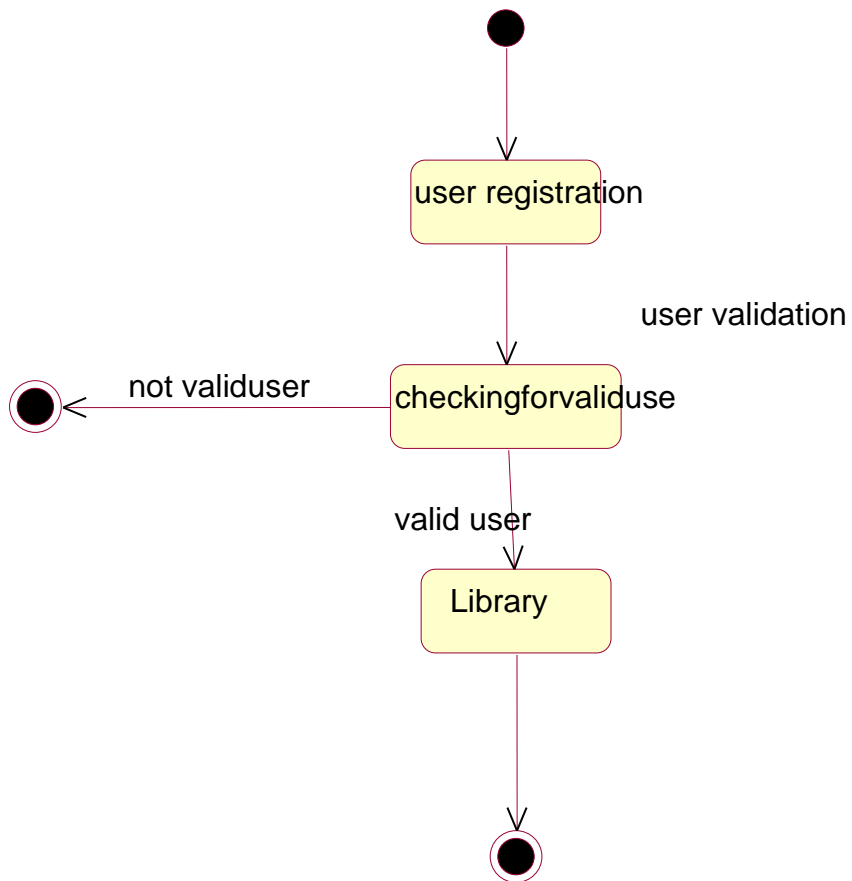 user registration
user validation
not validuser
checkingforvaliduse
valid user
Library